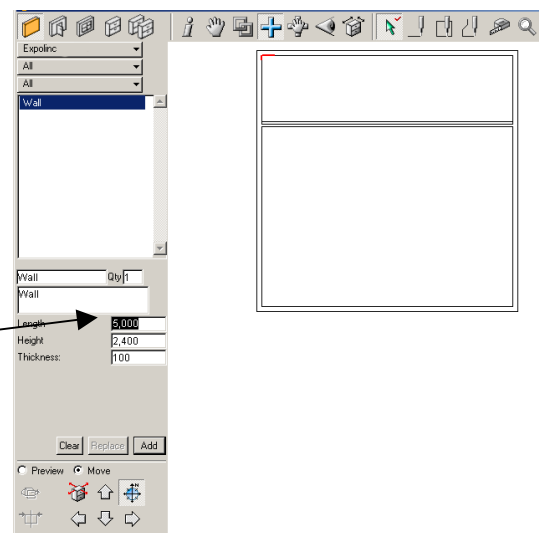 Expolinc
All
All
Wall
Wall Qty 1
Wall
Length 5,000
Height 2,400
Thickness: 100
Clear Replace Add
Preview Move
N